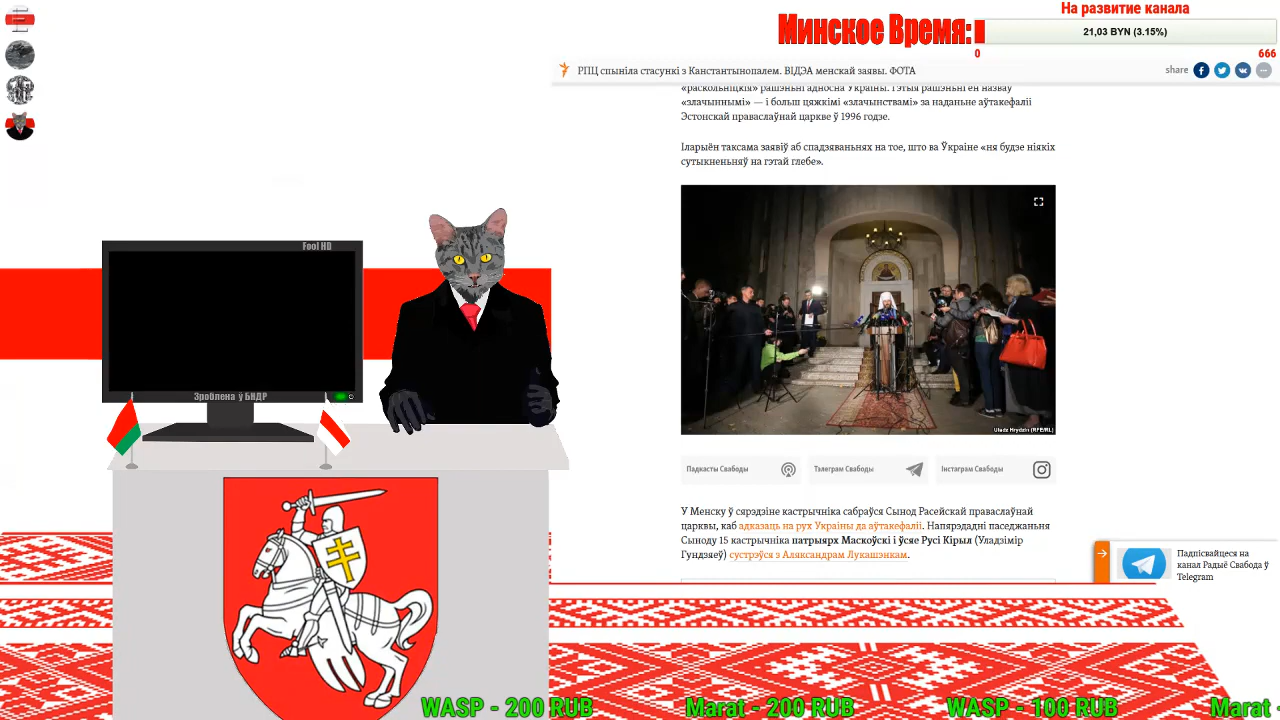 На развитие канала
Минское Время:
21,03 BYN (3.15%)
0
666
РПЦ спыніла стасункі з Канстантынопалем. ВІДЭА менскай заявы. ФОТА
share
«раскольніцкія» рашэньні адносна Украіны. Гэтыя рашэньні ён назваў
«злачыннымі» — і больш цяжкімі «злачынствамі» за наданьне аўтакефаліі
Эстонскай праваслаўнай царкве ў 1996 годзе.
Іларыён таксама заявіў аб спадзяваньнях на тое, што ва Ўкраіне «ня будзе ніякіх
сутыкненьняў на гэтай глебе».
Fool HD
Зроблена ў БНДР
Uladz Hrydzin (RFE/RL)
Падкасты Свабоды
Тэлеграм Свабоды
Інстаграм Свабоды
У Менску ў сярэдзіне кастрычніка сабраўся Сынод Расейскай праваслаўнай
царквы, каб адказаць на рух Украіны да аўтакефаліі. Напярэдадні паседжаньня
Сыноду 15 кастрычніка патрыярх Маскоўскі і ўсяе Русі Кірыл (Уладзімір
Гундзяеў) сустрэўся з Аляксандрам Лукашэнкам.
Падпісвайцеся на
канал Радыё Свабода ў
Telegram
WASP - 200 RUB
Marat - 200 RUB
WASP - 100 RUB
Marat -